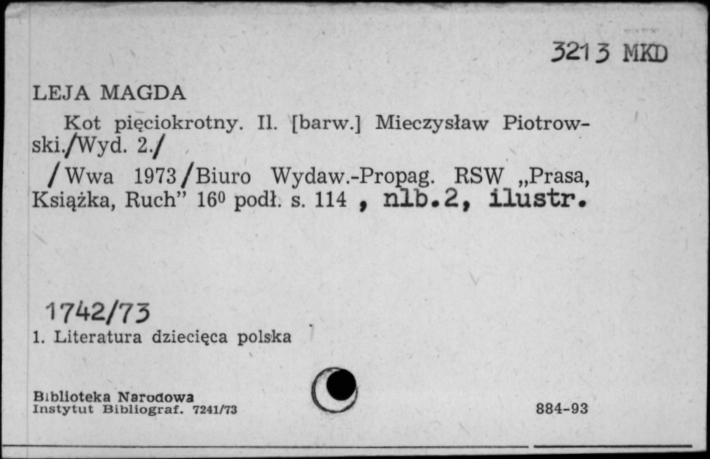 3213 MKD
LEJA MAGDA
Kot pięciokrotny. Il. [barw.] Mieczysław Piotrow-
ski./Wyd. 2./
/Wwa 1973/Biuro Wydaw.-Propag. RSW „Prasa,
Książka, Ruch” 16⁰ podł. s. 114 , nlb.2, ilustr.
1742/73
1. Literatura dziecięca polska
Biblioteka Narodowa
Instytut Bibliograf. 7241/73
884-93